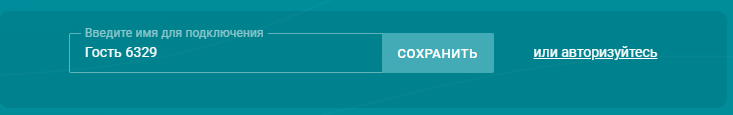 Введите имя для подключения
Гость 6329
СОХРАНИТЬ
или авторизуйтесь